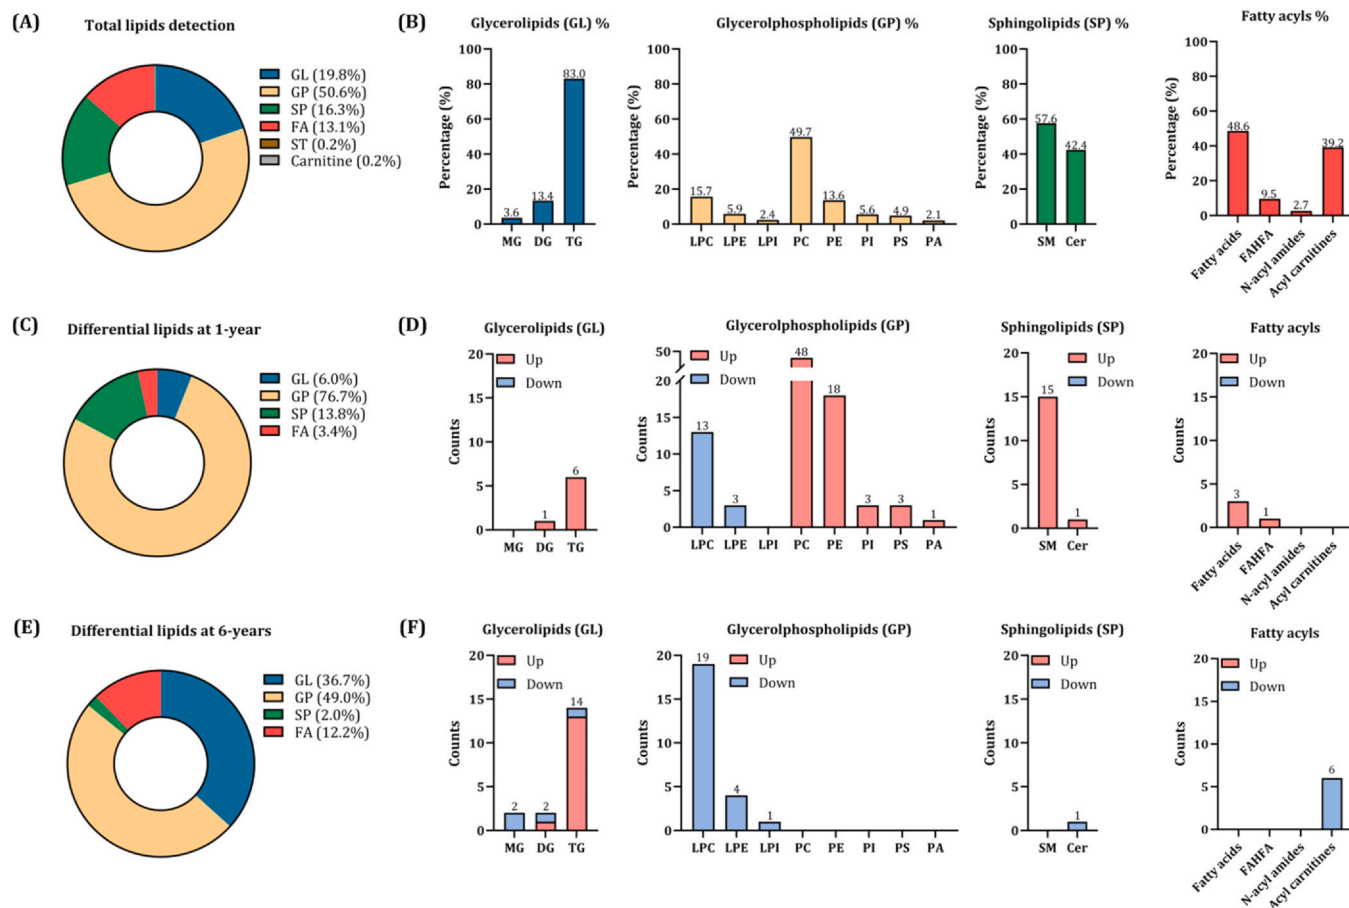 (A)
Total lipids detection
GL (19.8%)
GP (50.6%)
SP (16.3%)
FA (13.1%)
ST (0.2%)
Carnitine (0.2%)
(B)
Glycerolipids (GL) %
Percentage (%)
100
80
60
40
20
0
3.6
13.4
83.0
MG DG TG
Glycerolphospholipids (GP) %
Percentage (%)
100
80
60
40
20
0
15.7
5.9
2.4
49.7
13.6
5.6
4.9
2.1
LPC LPE LPI PC PE PI PS PA
Sphingolipids (SP) %
Percentage (%)
100
80
60
40
20
0
57.6
42.4
SM Cer
Fatty acyls %
Percentage (%)
100
80
60
40
20
0
48.6
9.5
2.7
39.2
Fatty acids
FAHFA
N-acyl amides
Acyl carnitines
(C)
Differential lipids at 1-year
GL (6.0%)
GP (76.7%)
SP (13.8%)
FA (3.4%)
(D)
Glycerolipids (GL)
Up
Down
Counts
20
15
10
5
0
1
6
MG DG TG
Glycerolphospholipids (GP)
Up
Down
Counts
50
20
15
10
5
0
13
3
48
18
3
3
1
LPC LPE LPI PC PE PI PS PA
Sphingolipids (SP)
Up
Down
Counts
20
15
10
5
0
15
1
SM Cer
Fatty acyls
Up
Down
Counts
20
15
10
5
0
3
1
Fatty acids
FAHFA
N-acyl amides
Acyl carnitines
(E)
Differential lipids at 6-years
GL (36.7%)
GP (49.0%)
SP (2.0%)
FA (12.2%)
(F)
Glycerolipids (GL)
Up
Down
Counts
20
15
10
5
0
2
2
14
MG DG TG
Glycerolphospholipids (GP)
Up
Down
Counts
20
15
10
5
0
19
4
1
LPC LPE LPI PC PE PI PS PA
Sphingolipids (SP)
Up
Down
Counts
20
15
10
5
0
1
SM Cer
Fatty acyls
Up
Down
Counts
20
15
10
5
0
6
Fatty acids
FAHFA
N-acyl amides
Acyl carnitines